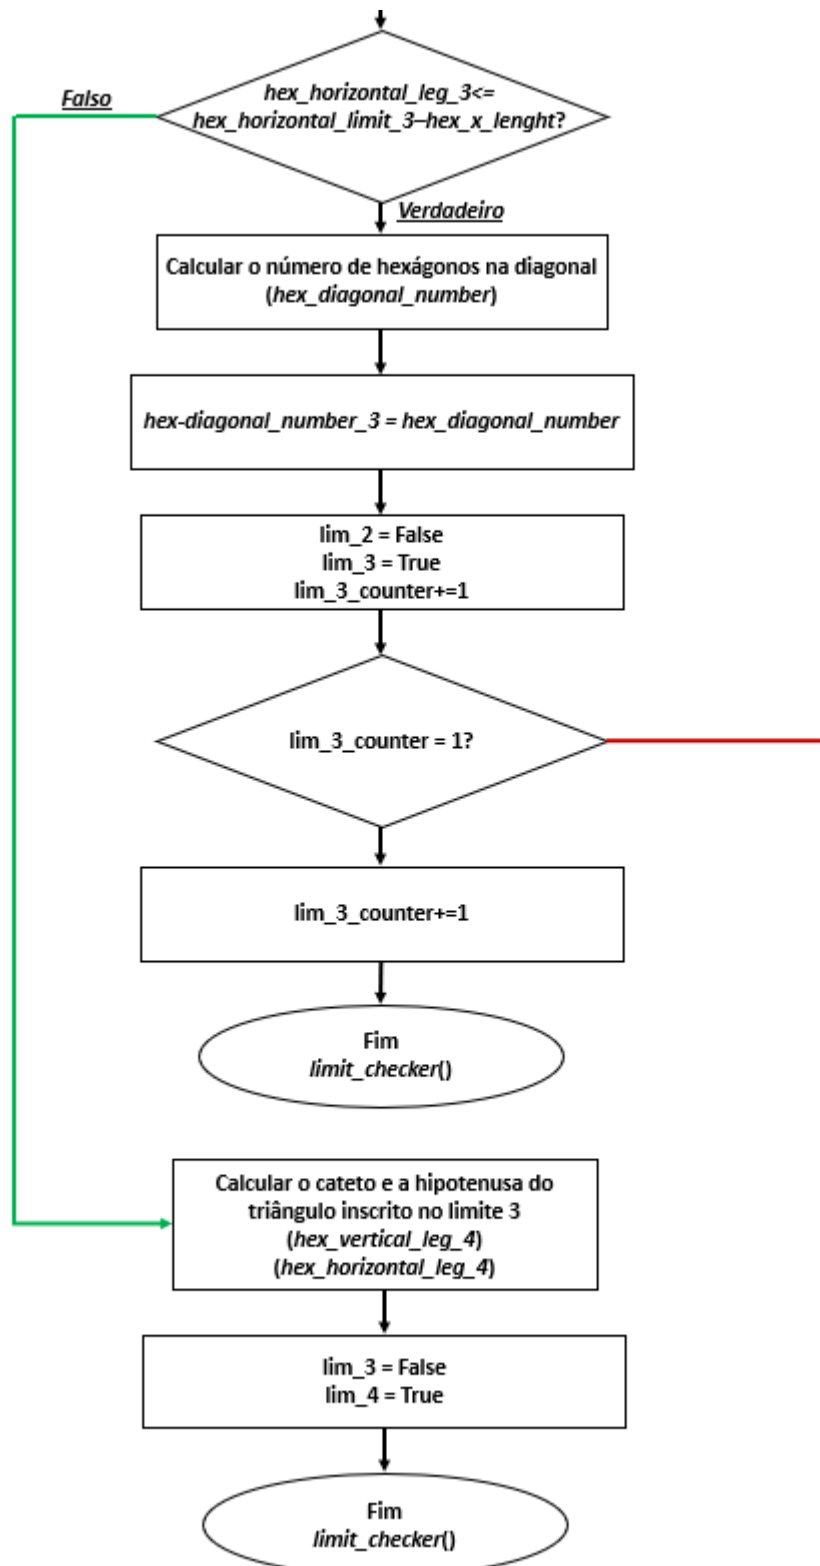 hex_horizontal_leg_3<=
hex_horizontal_limit_3–hex_x_lenght?
Falso
Verdadeiro
Calcular o número de hexágonos na diagonal
(hex_diagonal_number)
hex-diagonal_number_3 = hex_diagonal_number
lim_2 = False
lim_3 = True
lim_3_counter+=1
lim_3_counter = 1?
lim_3_counter+=1
Fim
limit_checker()
Calcular o cateto e a hipotenusa do
triângulo inscrito no limite 3
(hex_vertical_leg_4)
(hex_horizontal_leg_4)
lim_3 = False
lim_4 = True
Fim
limit_checker()